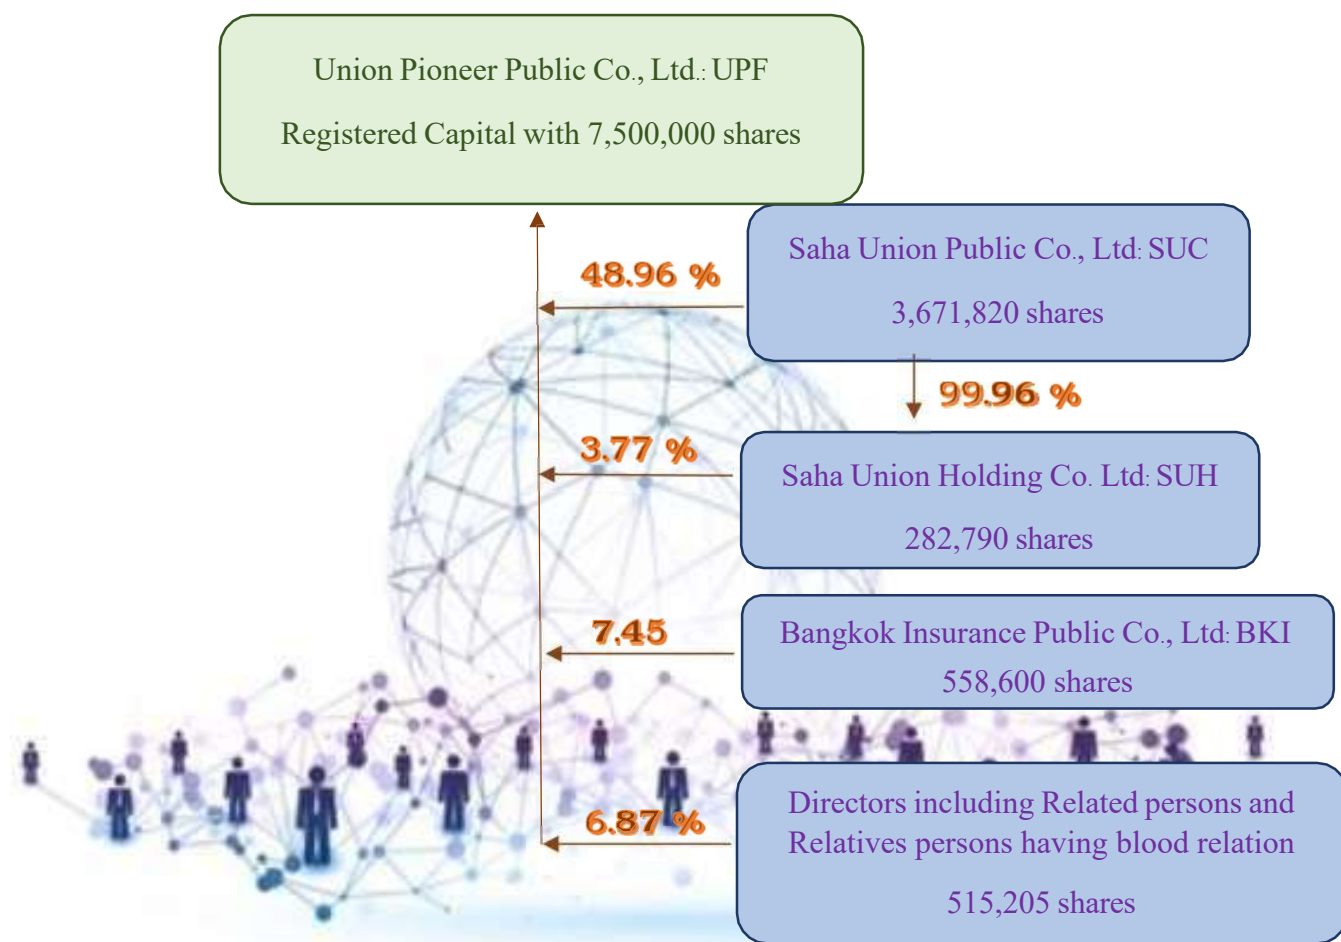 Union Pioneer Public Co., Ltd.: UPF
Registered Capital with 7,500,000 shares
Saha Union Public Co., Ltd: SUC
48.96 %
3,671,820 shares
99.96 %
3.77 %
Saha Union Holding Co. Ltd: SUH
282,790 shares
7.45
Bangkok Insurance Public Co., Ltd: BKI
558,600 shares
6.87 %
Directors including Related persons and
Relatives persons having blood relation
515,205 shares